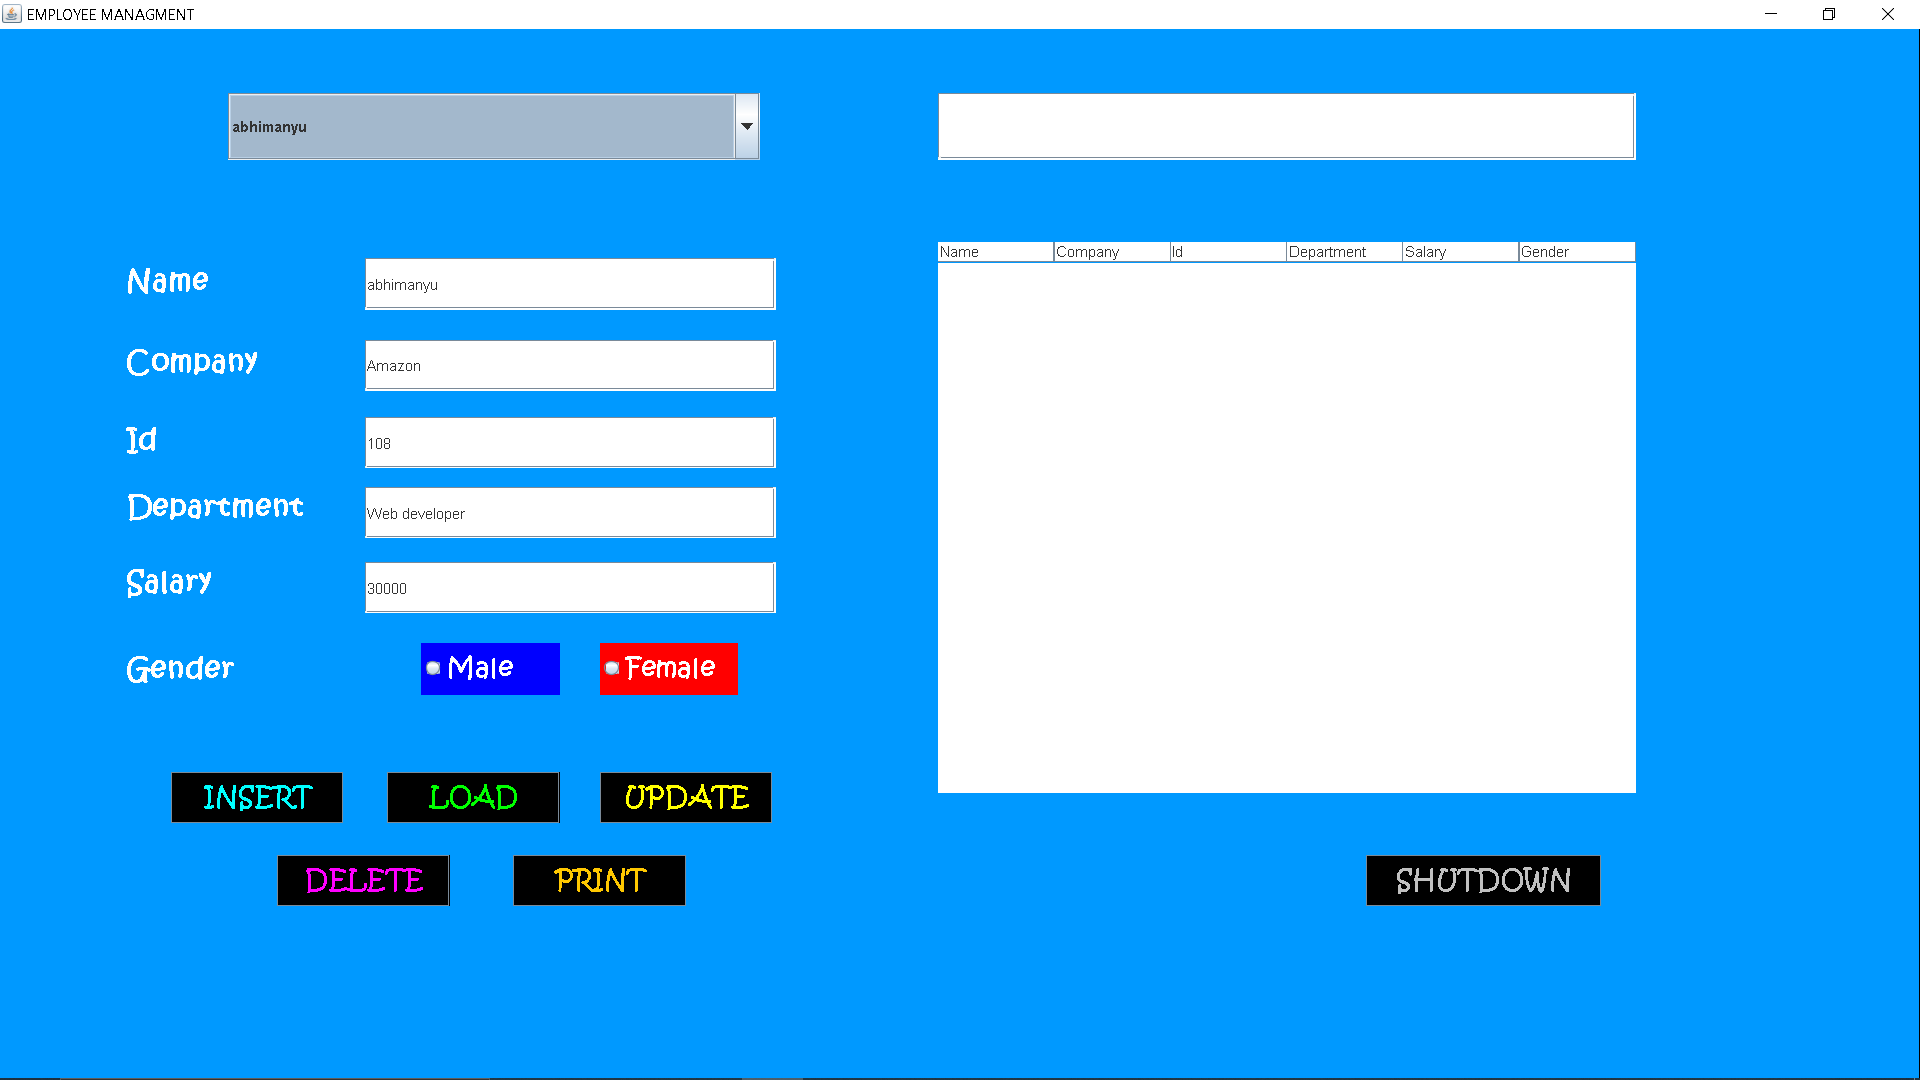 EMPLOYEE MANAGMENT
abhimanyu
Name abhimanyu
Company Amazon
Id 108
Department Web developer
Salary 30000
Gender Male Female
INSERT LOAD UPDATE
DELETE PRINT
Name Company Id Department Salary Gender
SHUTDOWN